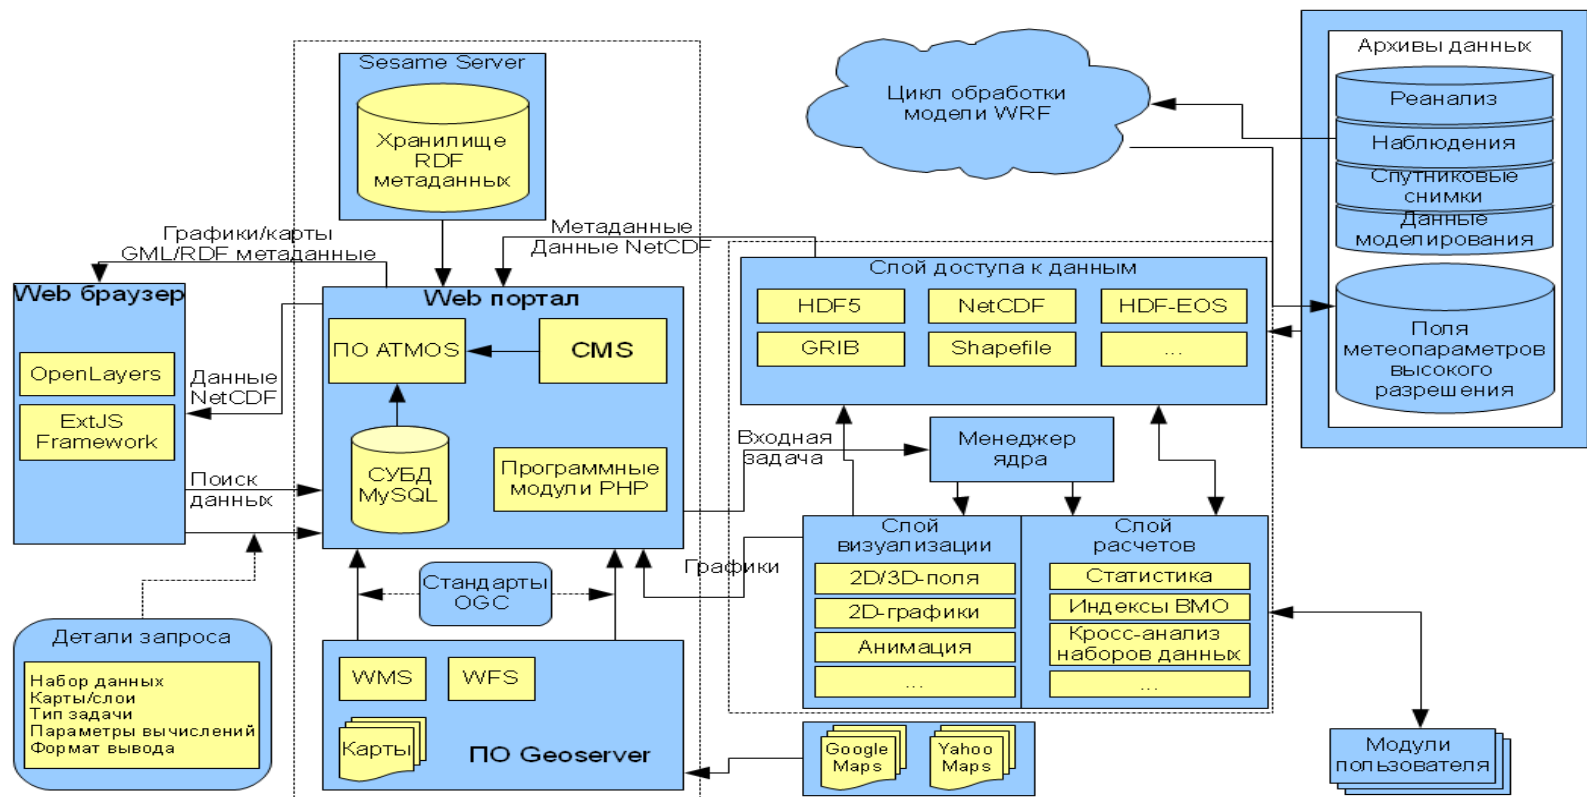 Sesame Server
Хранилище
RDF
метаданных
Графики/карты
GML/RDF метаданные
Метаданные
Данные NetCDF
Цикл обработки
модели WRF
Архивы данных
Реанализ
Наблюдения
Спутниковые
снимки
Данные
моделирования
Поля
метеопараметров
высокого
разрешения
Web браузер
OpenLayers
ExtJS
Framework
Данные
NetCDF
Поиск
данных
Web портал
ПО ATMOS
CMS
СУБД
MySQL
Программные
модули PHP
Слой доступа к данным
HDF5
NetCDF
HDF-EOS
GRIB
Shapefile
...
Входная
задача
Менеджер
ядра
Слой
визуализации
2D/3D-поля
2D-графики
Анимация
...
Слой
расчетов
Статистика
Индексы ВМО
Кросс-анализ
наборов данных
...
Графики
Стандарты
OGC
Детали запроса
Набор данных
Карты/слои
Тип задачи
Параметры вычислений
Формат вывода
WMS
WFS
Карты
ПО Geoserver
Google
Maps
Yahoo
Maps
Модули
пользователя